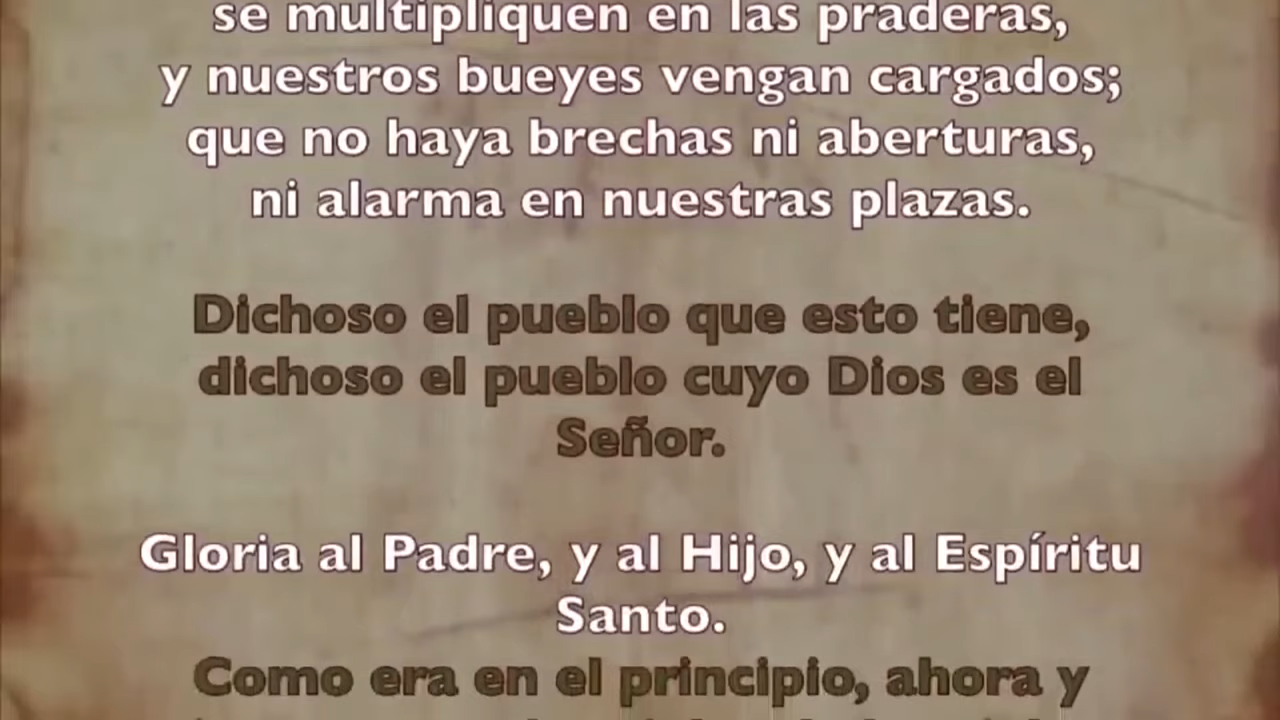 se multipliquen en las praderas,
y nuestros bueyes vengan cargados;
que no haya brechas ni aberturas,
ni alarma en nuestras plazas.
Dichoso el pueblo que esto tiene,
dichoso el pueblo cuyo Dios es el
Señor.
Gloria al Padre, y al Hijo, y al Espíritu
Santo.
Como era en el principio, ahora y